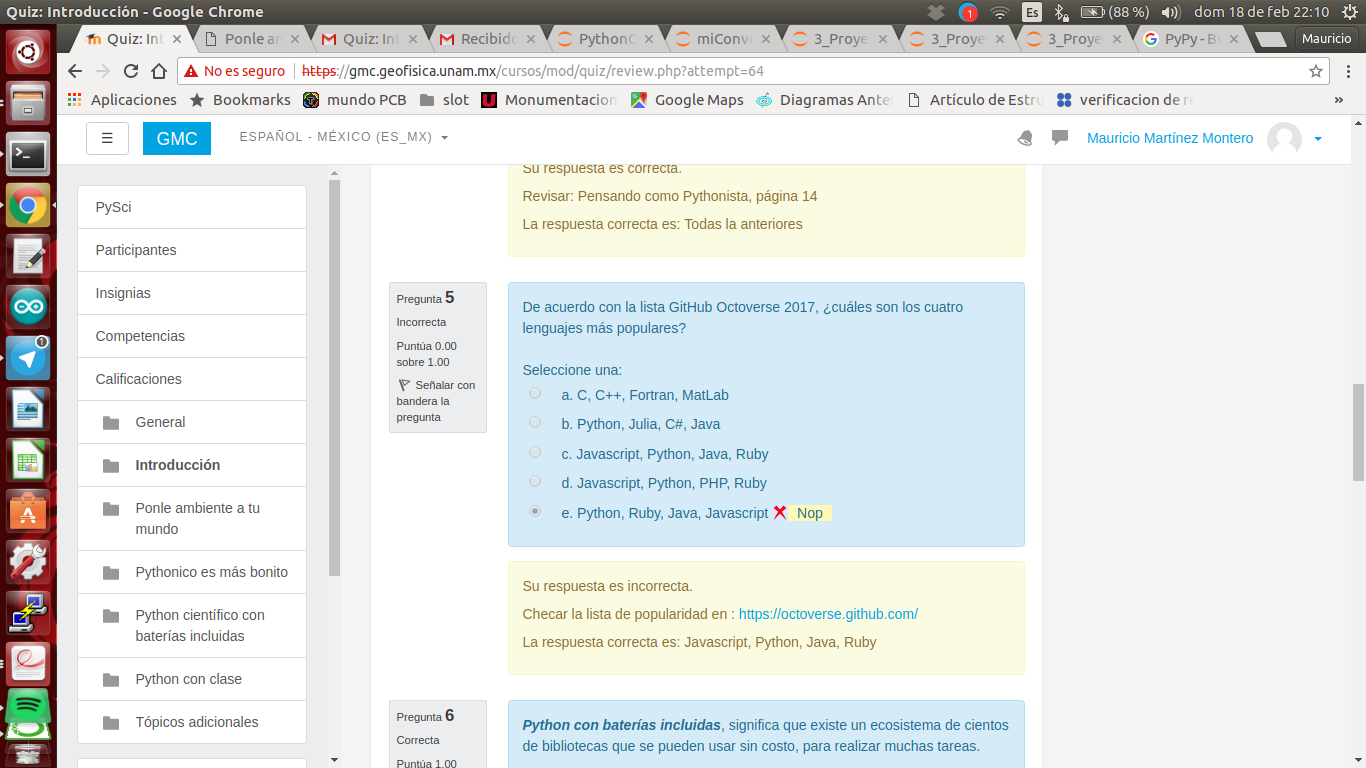 Quiz: Introducción - Google Chrome
1
Es
(88 %)
dom 18 de feb 22:10
Quiz: Int
Ponle am
Quiz: Int
Recibido
Python
miConve
3_Proye
3_Proye
3_Proye
PyPy - B
Mauricio
No es seguro
https://gmc.geofisica.unam.mx/cursos/mod/quiz/review.php?attempt=64
Aplicaciones
Bookmarks
mundo PCB
slot
Monumentacion
Google Maps
Diagramas Ante
Artículo de Estru
verificacion de re
»
GMC
ESPAÑOL - MÉXICO (ES_MX)
Mauricio Martínez Montero
PySci
Participantes
Insignias
Competencias
Calificaciones
General
Introducción
Ponle ambiente a tu
mundo
Pythonico es más bonito
Python científico con
baterías incluidas
Python con clase
Tópicos adicionales
1
Su respuesta es correcta.
Revisar: Pensando como Pythonista, página 14
La respuesta correcta es: Todas la anteriores
Pregunta 5
Incorrecta
Puntúa 0.00
sobre 1.00
Señalar con
bandera la
pregunta
De acuerdo con la lista GitHub Octoverse 2017, ¿cuáles son los cuatro
lenguajes más populares?
Seleccione una:
a. C, C++, Fortran, MatLab
b. Python, Julia, C#, Java
c. Javascript, Python, Java, Ruby
d. Javascript, Python, PHP, Ruby
e. Python, Ruby, Java, Javascript Nop
Su respuesta es incorrecta.
Checar la lista de popularidad en : https://octoverse.github.com/
La respuesta correcta es: Javascript, Python, Java, Ruby
Pregunta 6
Correcta
Puntúa 1.00
Python con baterías incluidas, significa que existe un ecosistema de cientos
de bibliotecas que se pueden usar sin costo, para realizar muchas tareas.